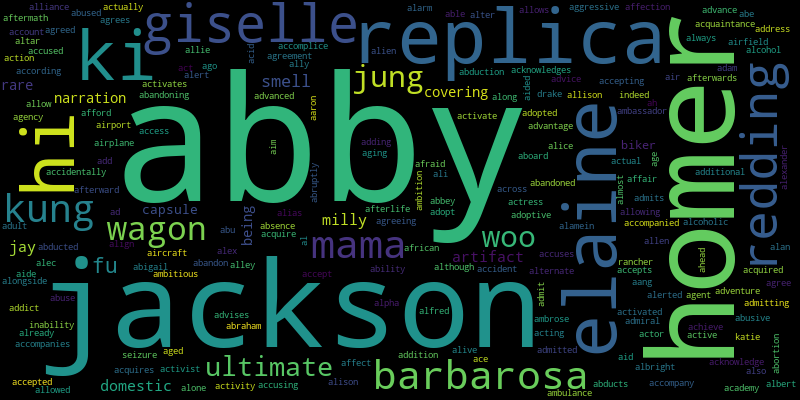 alliance actually
aftermath abused agrees
altar agreed allie
account
action accused
according act ago accomplice
agreement
ally
alien
acid
alert
ki
giselle
replica
homer
alarm able alter aggressive affection
allows
acquaintance
advance abe
address
always airfield alcohol
abduction acknowledges
accepting indeed adam
afterwards
advice
rare
activates
abandoning
smell
jung
covering
along aided drake allison air
ambassador
narration
allow
agency afford
airport
access
advanced
aaron
aim
adding
aging
activate
adopted
advantage
ah
airplane
add
accidentally
hi
abby
afraid
ali
aboard
alice
elaine
biker
actual
age
additional
redding
alexander
afterward
abruptly
ambition
across abandoned
affair
almost
admits
kung
capsule
ad
alias
being
milly
afterlife
agreeing
abbey
adopt
actress
adoptive
alamein
allowing
accompanied
adult
wagon
abu
absence
acquire
al
mama
african
woo
alcoholic
allen
alan
jay
abducted
align
alex
alley
artifact
although accident
accuses
rancher
ahead
fu
aircraft
abandon
accept
ability
alternate
accepts
aang
acquired
alec
aide
abigail
ambitious
alerted agent
adventure
agree
alongside
abuse
alpha
admit
activated
admiral
abusive
admitting
addict
jackson
advises
alfred
ambrose
acting
actor
active
achieve
katie
inability
already
abraham
admitted
aid
acknowledge
abortion
accompanies
seizure
aged
affect
addition
alive
ace
albright
also
acquires
activist
ultimate
barbarosa
abducts
accompany
albert
accepted
allowed
domestic
alone
activity
accusing
alison
ambulance
academy
advert